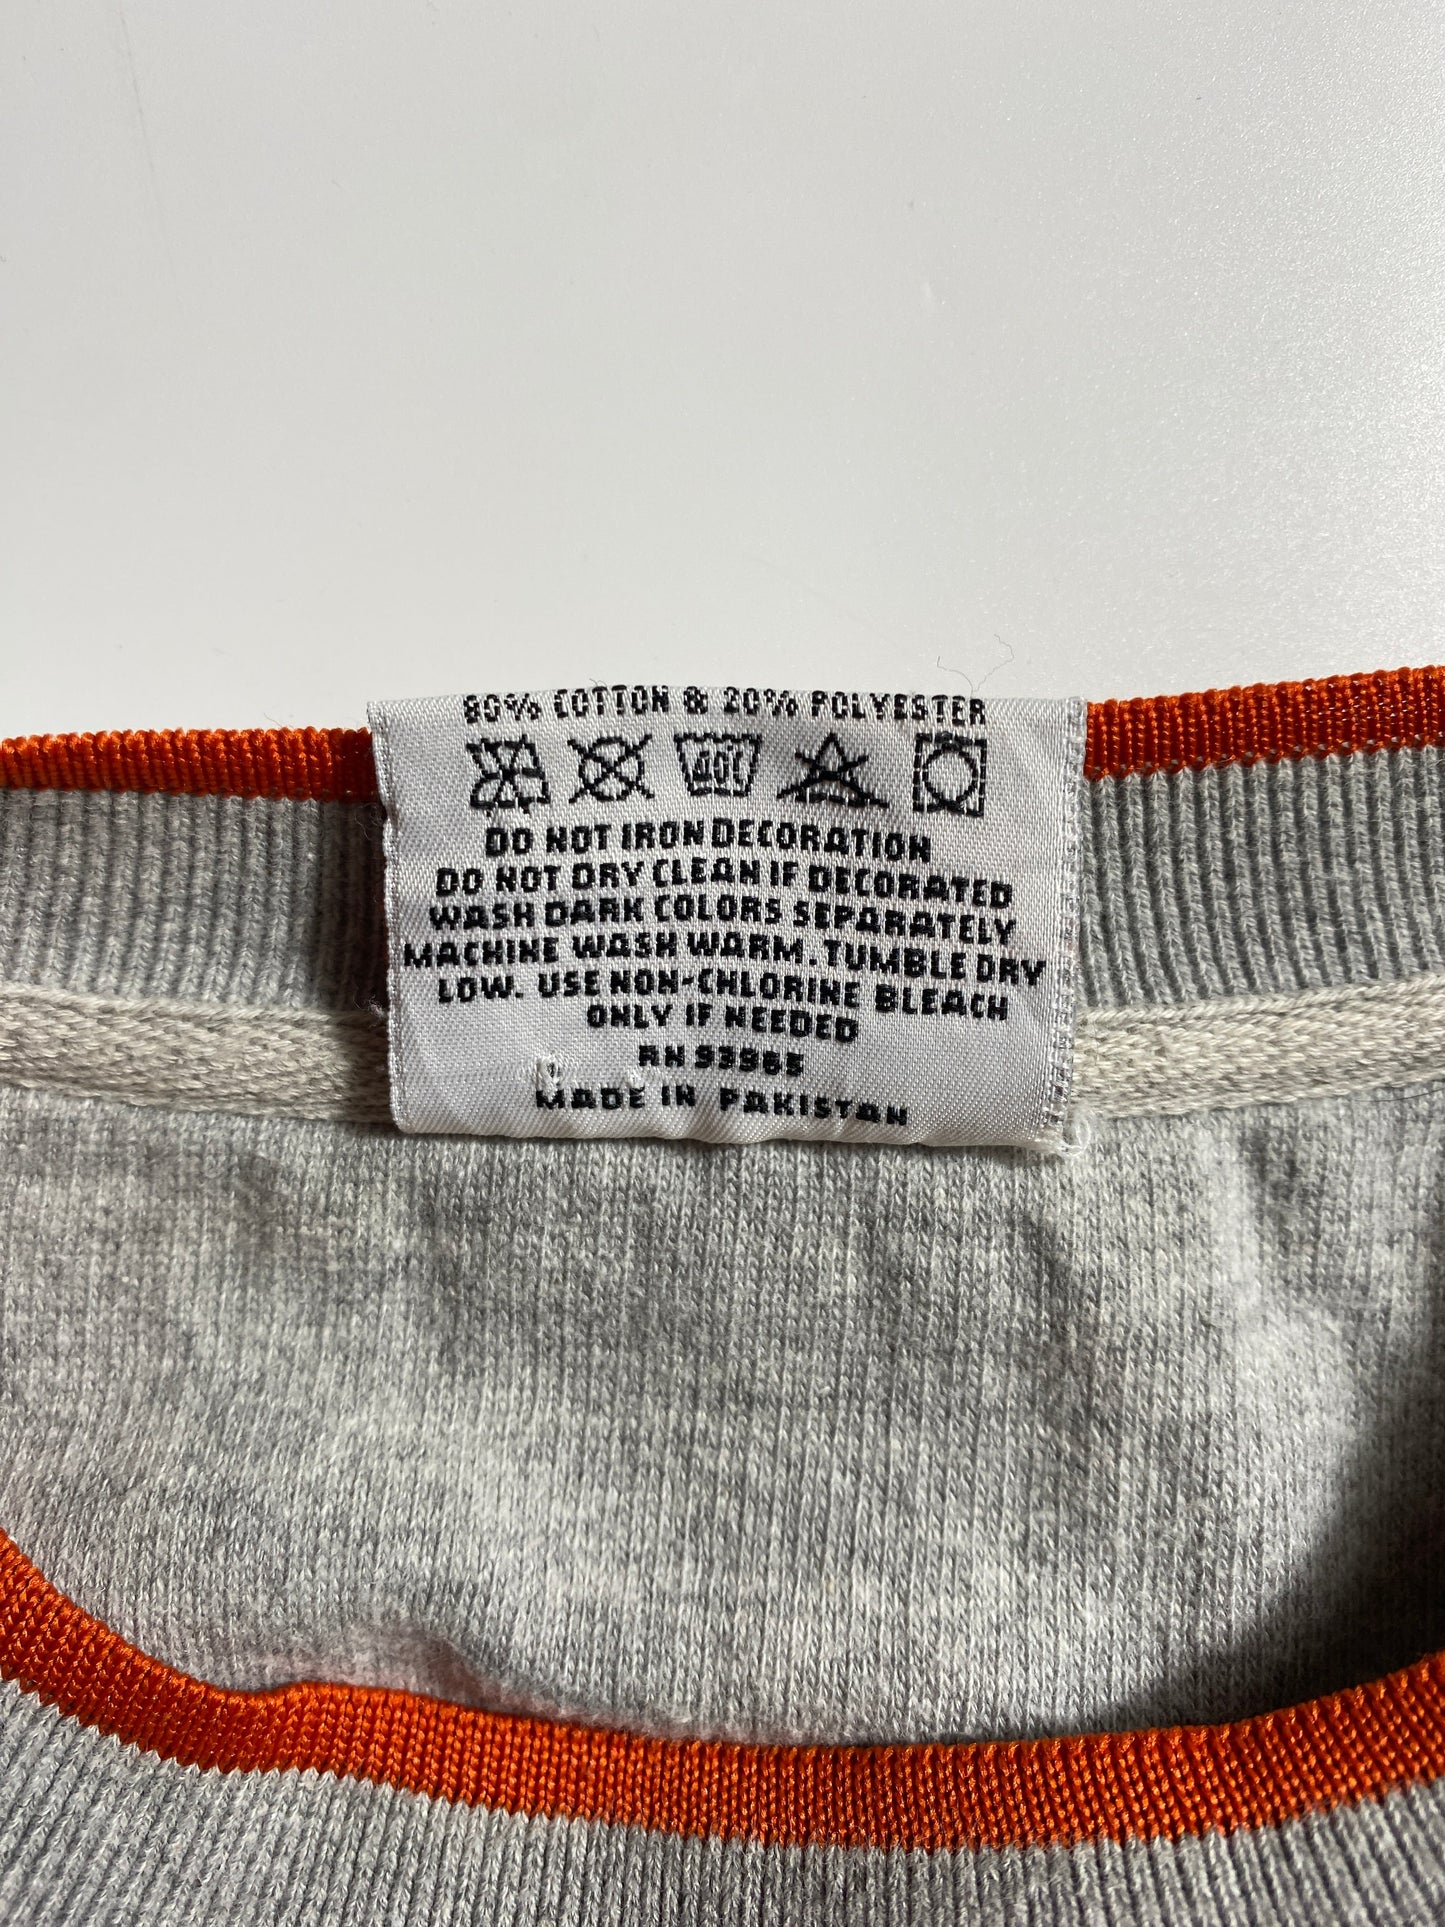 80% COTTON & 20% POLYESTER
40C
DO NOT IRON DECORATION
DO NOT DRY CLEAN IF DECORATED
WASH DARK COLORS SEPARATELY
MACHINE WASH WARM. TUMBLE DRY
LOW. USE NON-CHLORINE BLEACH
ONLY IF NEEDED
RN 93965
MADE IN PAKISTAN